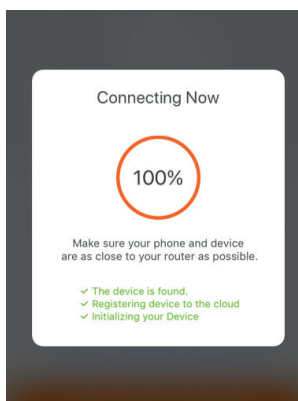 Connecting Now
100%
Make sure your phone and device
are as close to your router as possible.
✓ The device is found.
✓ Registering device to the cloud
✓ Initializing your Device